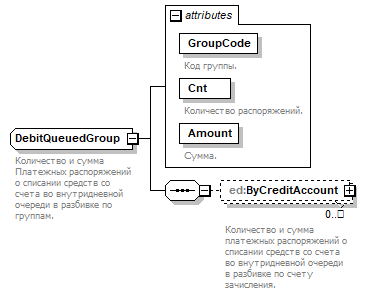 attributes
GroupCode
Код группы.
Cnt
Количество распоряжений.
Amount
Сумма.
DebitQueuedGroup
Количество и сумма
Платежных распоряжений
о списании средств со
счета во внутридневной
очереди в разбивке по
группам.
ed:ByCreditAccount
0..
Количество и сумма
платежных распоряжений о
списании средств со счета
во внутридневной очереди
в разбивке по счету
зачисления.